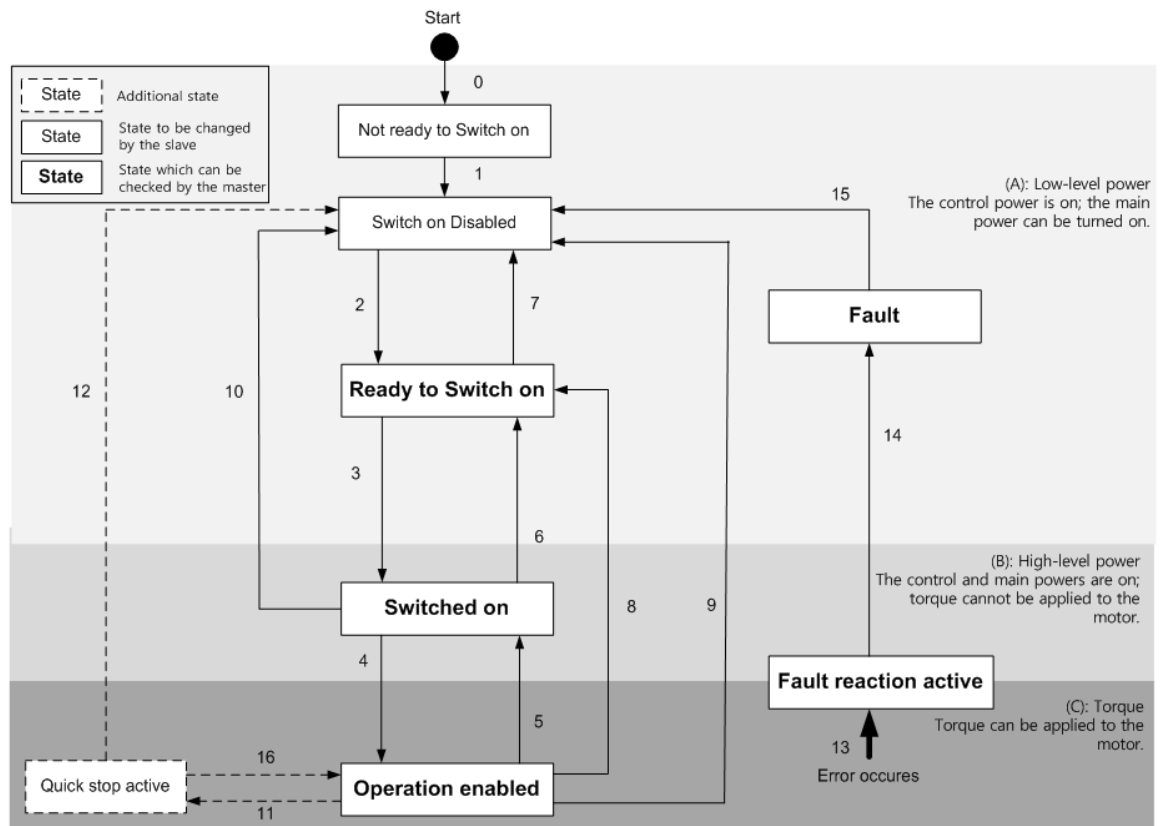 Start
0
State
Additional state
State
State to be changed
by the slave
State
State which can be
checked by the master
Not ready to Switch on
1
(A): Low-level power
The control power is on; the main
power can be turned on.
15
Switch on Disabled
2
7
Fault
12
10
Ready to Switch on
14
3
6
(B): High-level power
The control and main powers are on;
torque cannot be applied to the
motor.
Switched on
8
9
4
Fault reaction active
(C): Torque
Torque can be applied to the
motor.
5
13
Error occures
16
Quick stop active
Operation enabled
11